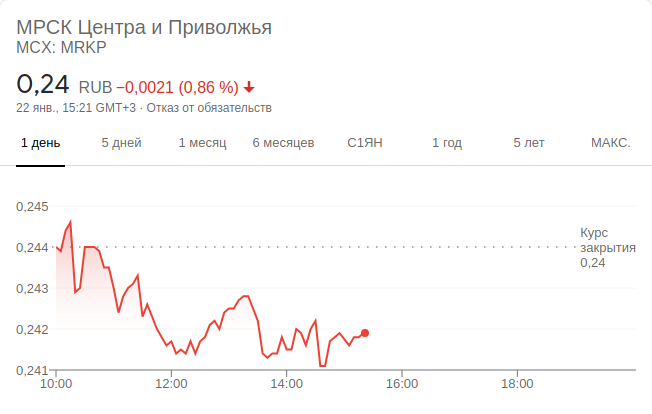 МРСК Центра и Приволжья
MCX: MRKP
0,24 RUB −0,0021 (0,86 %)
22 янв., 15:21 GMT+3 · Отказ от обязательств
1 день 5 дней 1 месяц 6 месяцев С1ЯН 1 год 5 лет МАКС.
0,245
0,244
0,243
0,242
0,241
Курс
закрытия
0,24
10:00 12:00 14:00 16:00 18:00